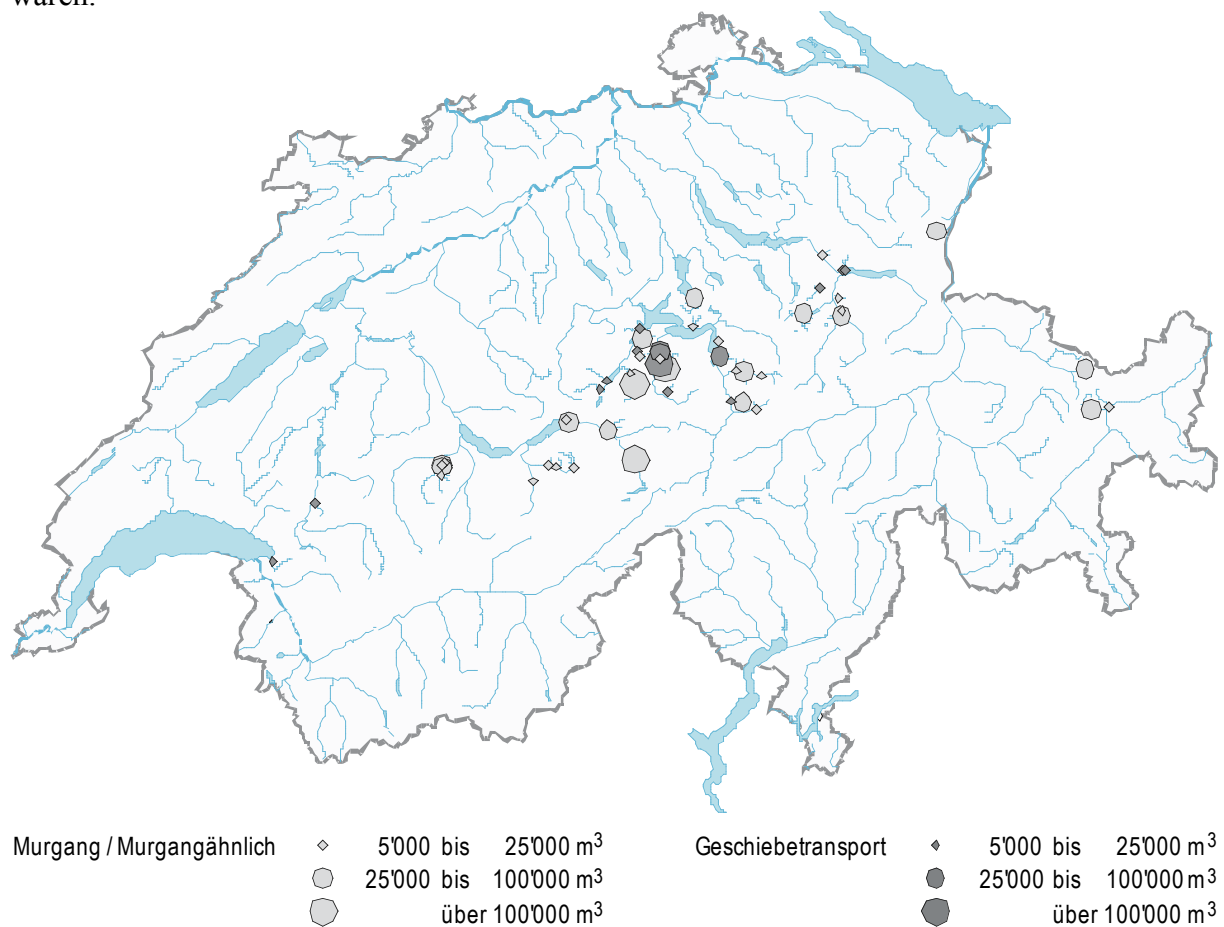 waren.
Murgang / Murgangähnlich 5'000 bis 25'000 m³ Geschiebetransport 5'000 bis 25'000 m³
25'000 bis 100'000 m³ 25'000 bis 100'000 m³
über 100'000 m³ über 100'000 m³